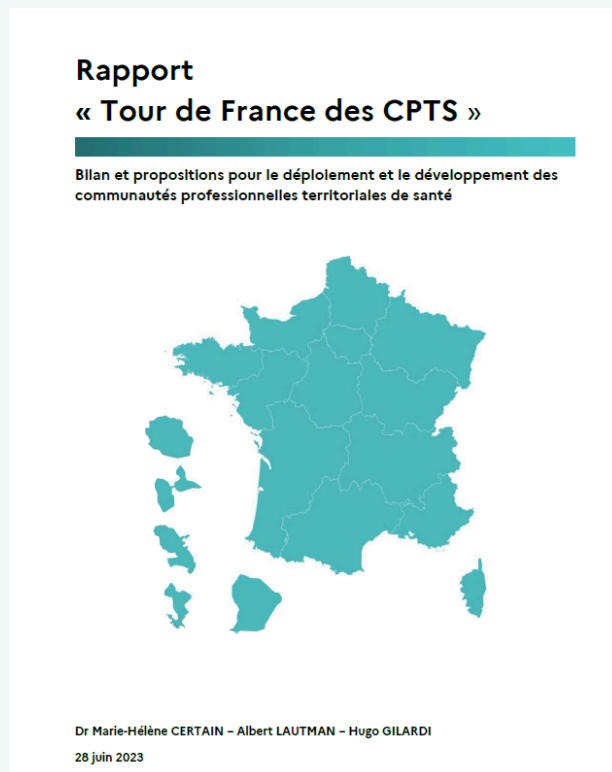 Rapport
« Tour de France des CPTS »
Bilan et propositions pour le déploiement et le développement des
communautés professionnelles territoriales de santé
Dr Marie-Hélène CERTAIN – Albert LAUTMAN – Hugo GILARDI
28 juin 2023